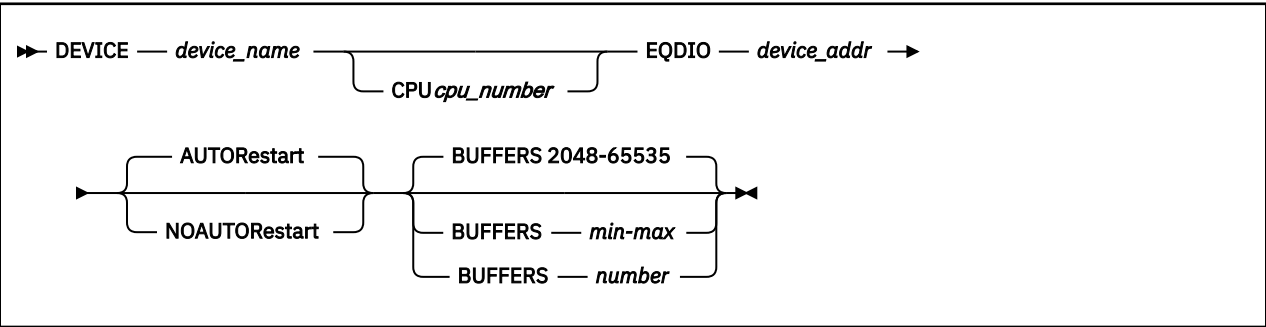 DEVICE device_name EQDIO device_addr
CPU cpu_number
AUTORestart BUFFERS 2048-65535
NOAUTORestart BUFFERS min-max
BUFFERS number